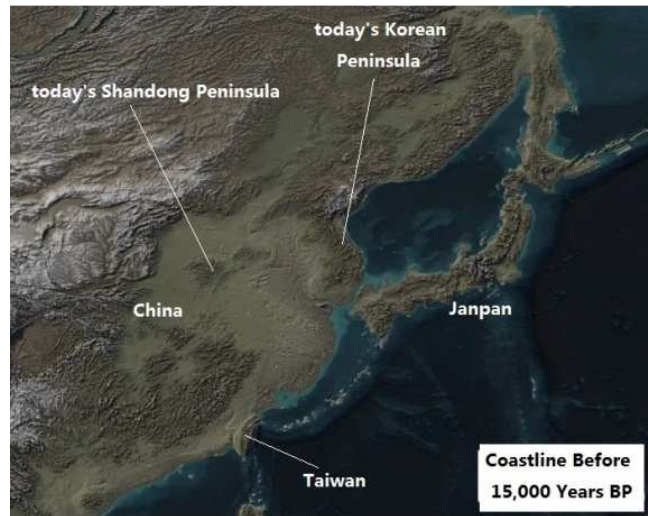 today's Korean
Peninsula
today's Shandong Peninsula
China
Janpan
Taiwan
Coastline Before
15,000 Years BP